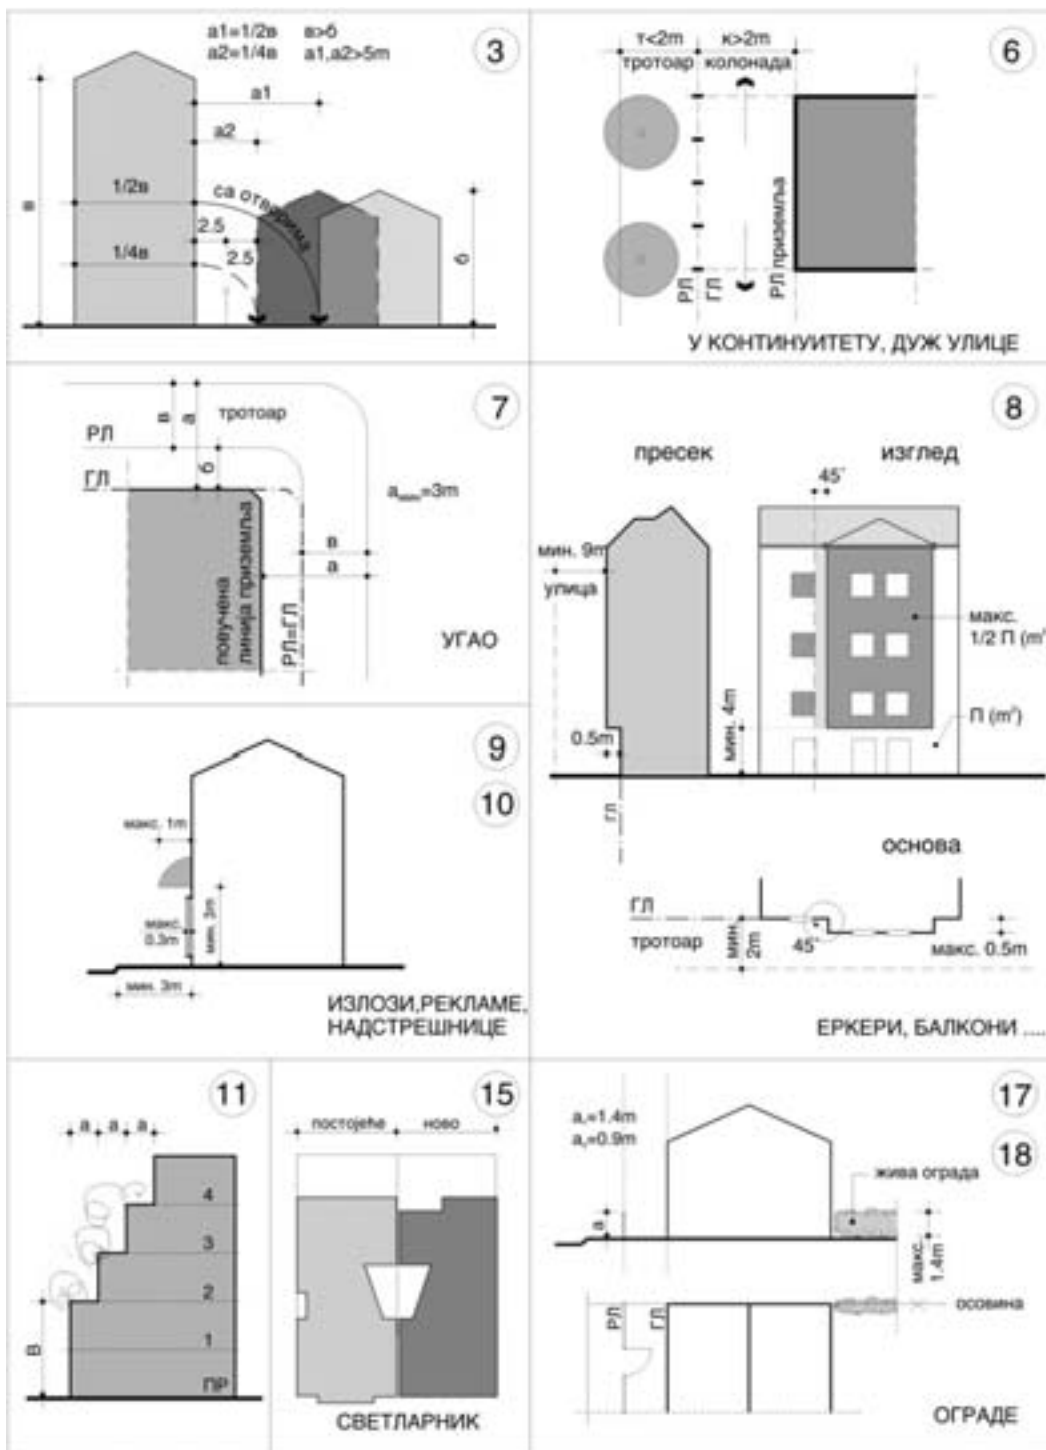 а1=1/2в в>б
а2=1/4в а1,а2>5m
3
а1
а2
в
1/2в
са отворима
2.5
1/4в
2.5
б
т<2m к>2m
тротоар колонада
6
РЛ
ГЛ
РЛ приземља
У КОНТИНУИТЕТУ, ДУЖ УЛИЦЕ
7
в
а
тротоар
РЛ
б
ГЛ
а мин=3m
в
а
повучена
линија приземља
РЛ=ГЛ
УГАО
8
пресек
изглед
45°
мин. 9m
улица
макс.
1/2 П (m²
мин. 4m
0.5m
П (m²)
ГЛ
основа
ГЛ
тротоар
мин.
2m
45°
макс. 0.5m
ЕРКЕРИ, БАЛКОНИ ....
9
10
макс. 1m
макс.
0.3m
мин. 3m
мин. 3m
ИЗЛОЗИ,РЕКЛАМЕ,
НАДСТРЕШНИЦЕ
11
а а а
4
3
2
1
ПР
В
15
постојеће ново
СВЕТЛАРНИК
17
=1.4m
=0.9m
18
жива ограда
а
макс.
1.4m
осовина
РЛ
ГЛ
ОГРАДЕ